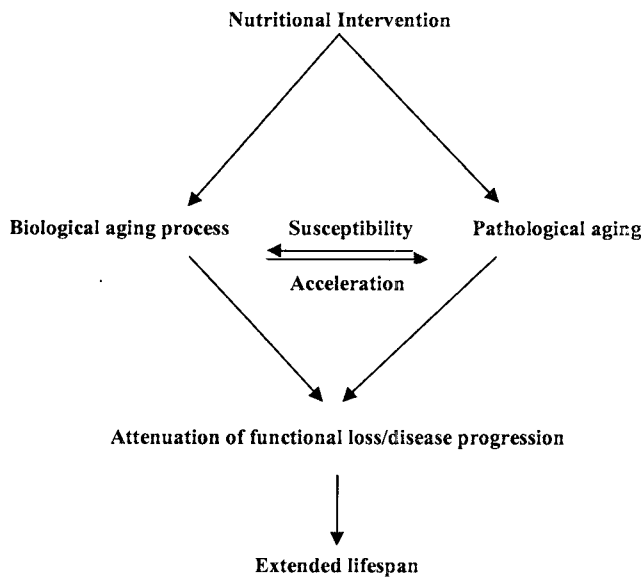 Nutritional Intervention
Biological aging process
Susceptibility
Pathological aging
Acceleration
Attenuation of functional loss/disease progression
Extended lifespan